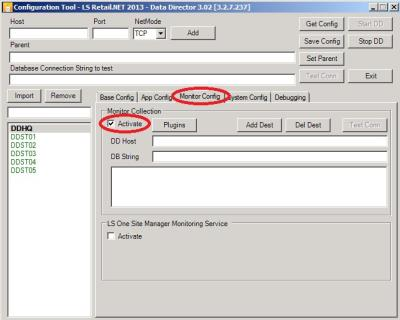 Configuration Tool - LS Retail.NET 2013 - Data Director 3.02 [3.2.7.237]
Host Port NetMode
TCP Add
Get Config Start DD
Parent
Save Config Stop DD
Set Parent
Database Connection String to test
Test Conn Exit
Import Remove
Base Config App Config Monitor Config System Config Debugging
Monitor Collection
Activate Plugins Add Dest Del Dest Test Conn
DDHQ
DDST01
DDST02
DDST03
DDST04
DDST05
DD Host
DB String
LS One Site Manager Monitoring Service
Activate